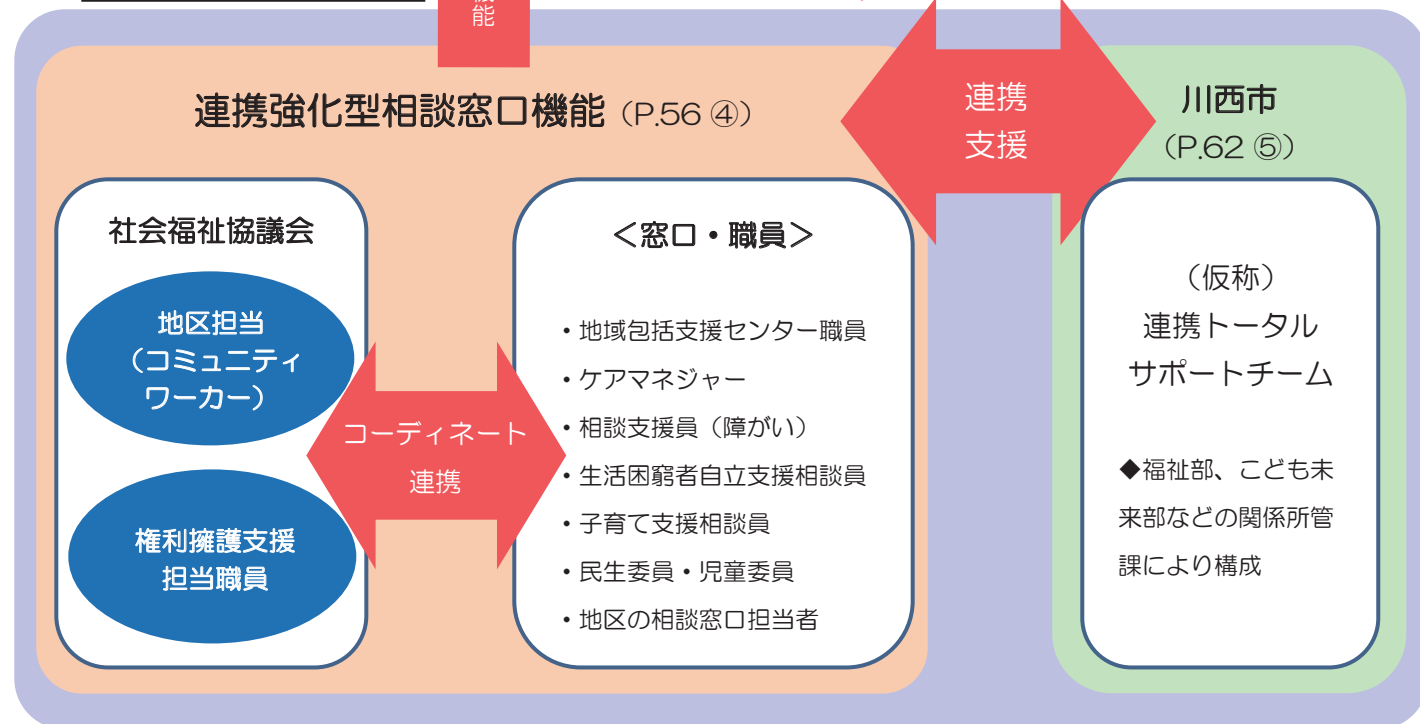 能
連携強化型相談窓口機能（P.56 ④）
連携
支援
川西市
（P.62 ⑤）
社会福祉協議会
地区担当
（コミュニティ
ワーカー）
権利擁護支援
担当職員
コーディネート
連携
＜窓口・職員＞
・地域包括支援センター職員
・ケアマネジャー
・相談支援員（障がい）
・生活困窮者自立支援相談員
・子育て支援相談員
・民生委員・児童委員
・地区の相談窓口担当者
（仮称）
連携トータル
サポートチーム
◆福祉部、こども未
来部などの関係所管
課により構成